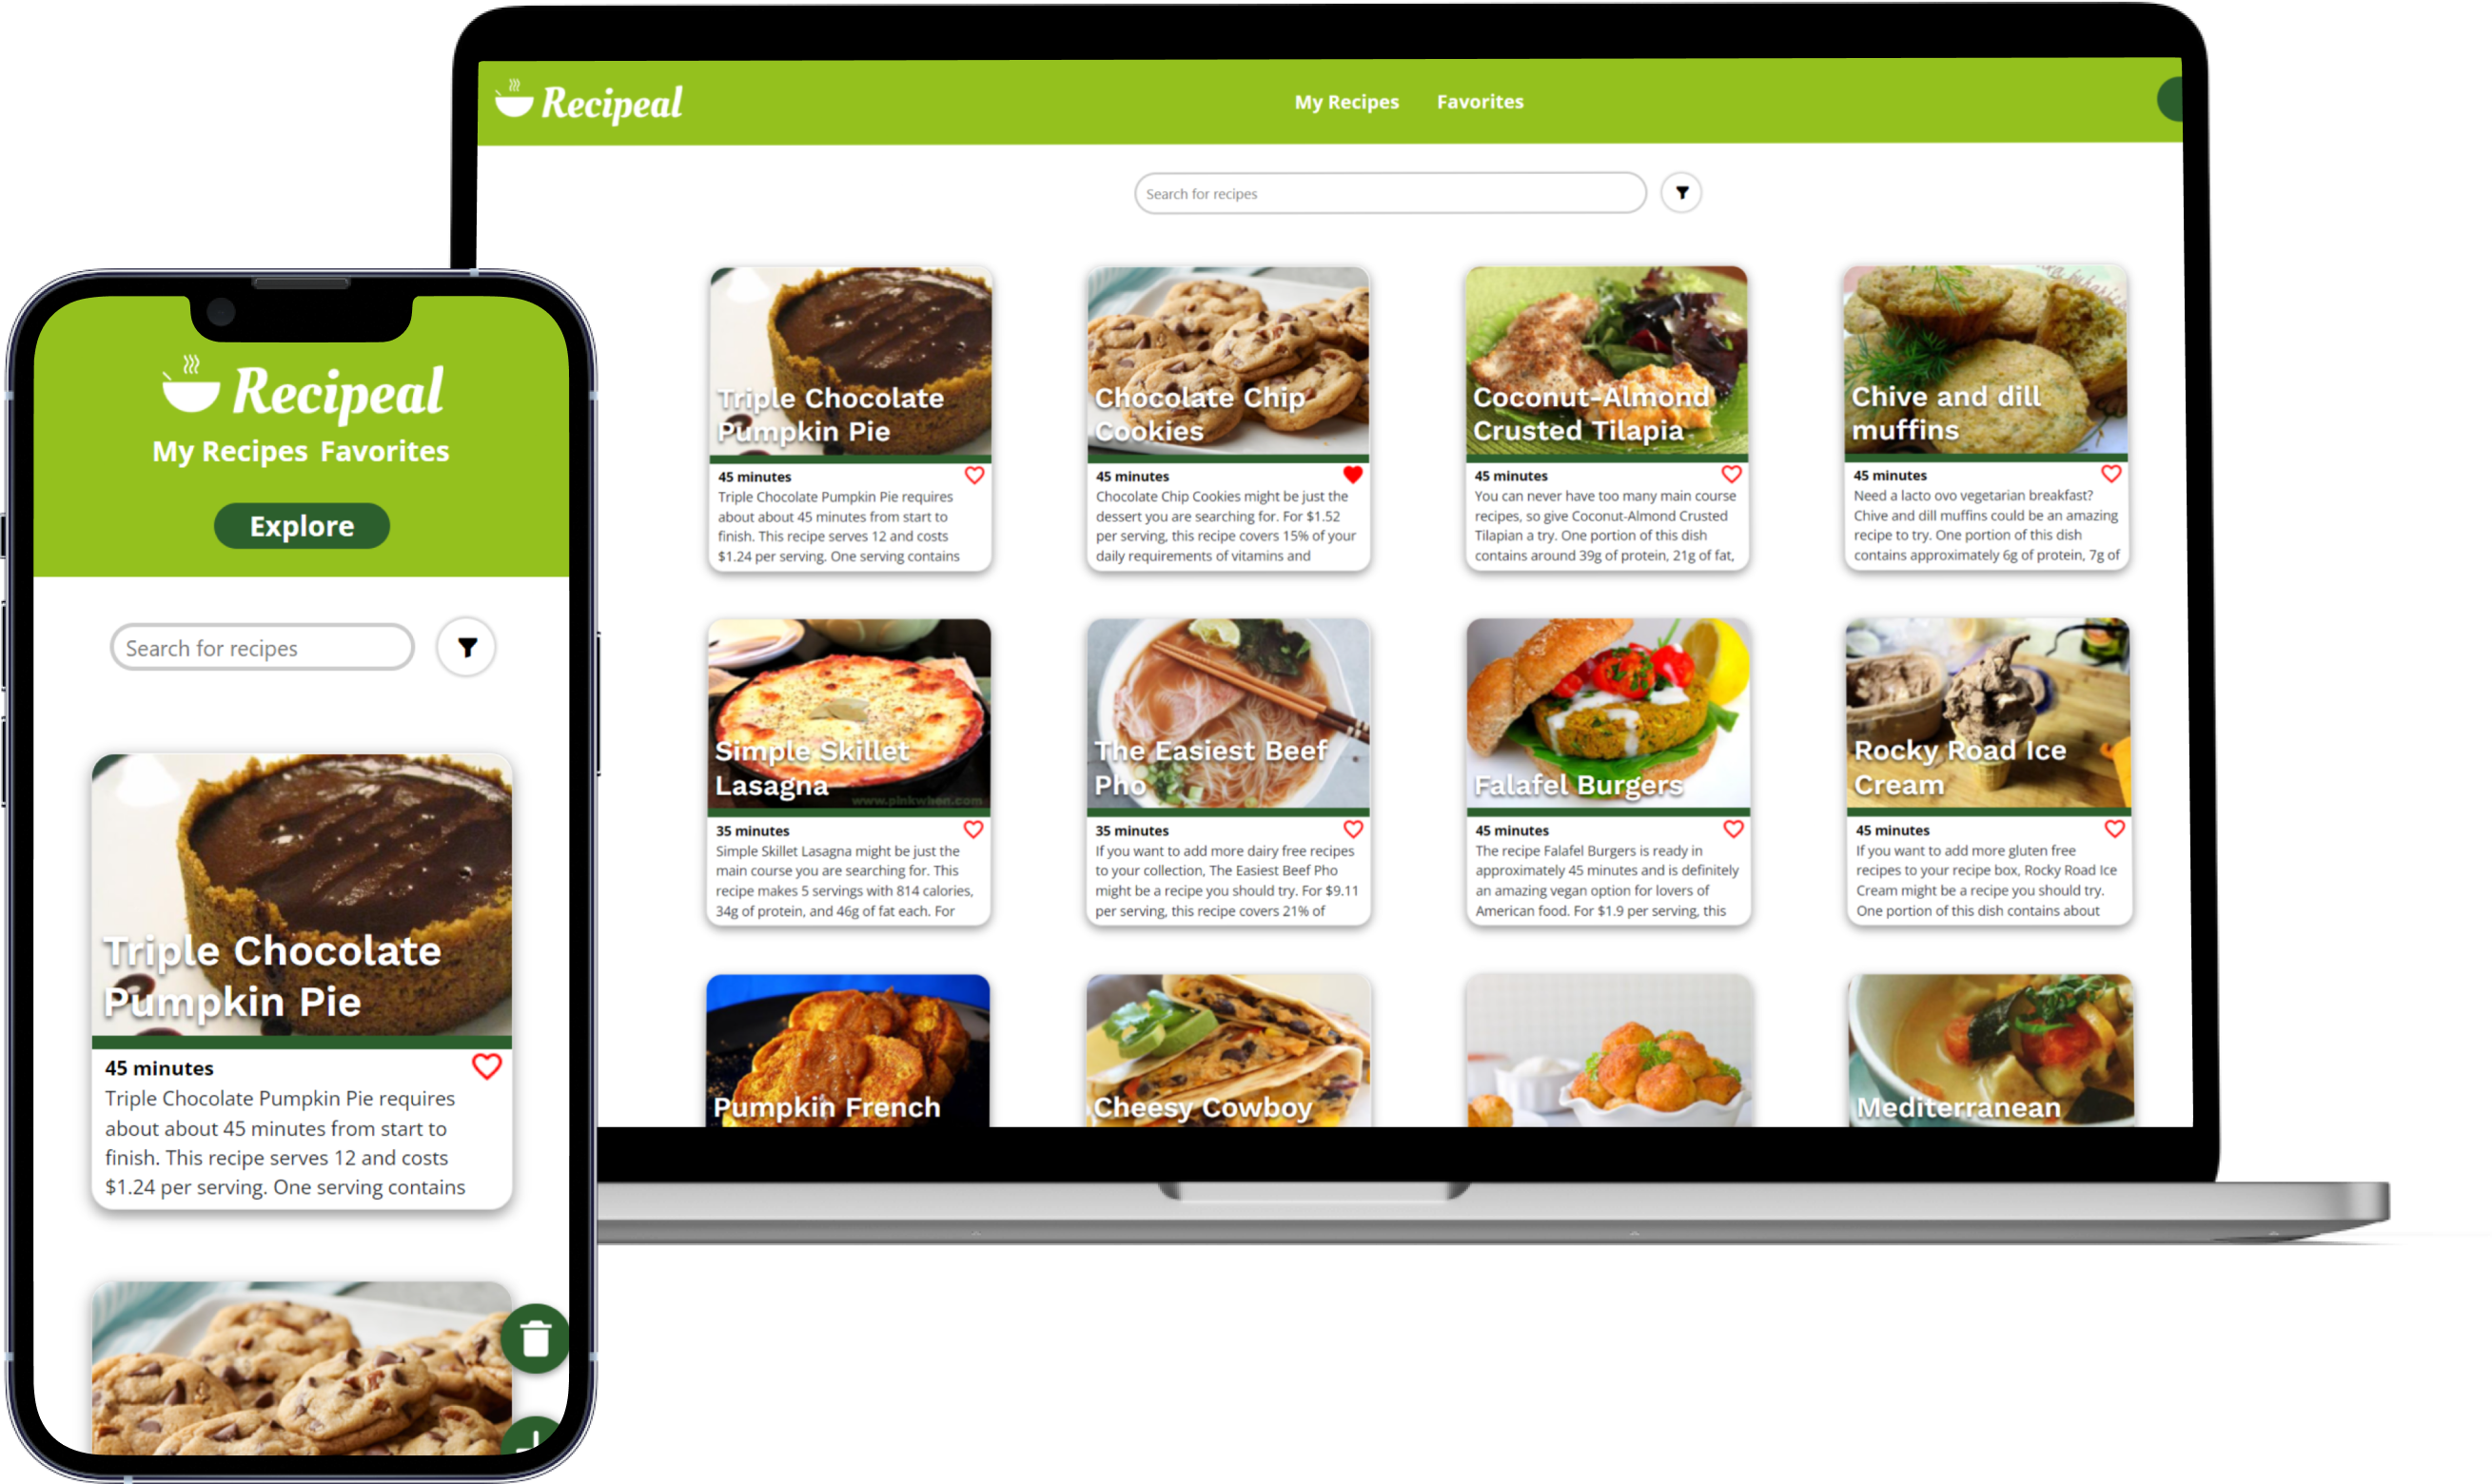 Recipeal
My Recipes Favorites
Search for recipes
Triple Chocolate
Pumpkin Pie
45 minutes
Triple Chocolate Pumpkin Pie requires
about about 45 minutes from start to
finish. This recipe serves 12 and costs
$1.24 per serving. One serving contains
Chocolate Chip
Cookies
45 minutes
Chocolate Chip Cookies might be just the
dessert you are searching for. For $1.52
per serving, this recipe covers 15% of your
daily requirements of vitamins and
Coconut-Almond
Crusted Tilapia
45 minutes
You can never have too many main course
recipes, so give Coconut-Almond Crusted
Tilapian a try. One portion of this dish
contains around 39g of protein, 21g of fat,
Chive and dill
muffins
45 minutes
Need a lacto ovo vegetarian breakfast?
Chive and dill muffins could be an amazing
recipe to try. One portion of this dish
contains approximately 6g of protein, 7g of
Simple Skillet
Lasagna
www.pinkwhen.com
35 minutes
Simple Skillet Lasagna might be just the
main course you are searching for. This
recipe makes 5 servings with 814 calories,
34g of protein, and 46g of fat each. For
The Easiest Beef
Pho
35 minutes
If you want to add more dairy free recipes
to your collection, The Easiest Beef Pho
might be a recipe you should try. For $9.11
per serving, this recipe covers 21% of
Falafel Burgers
45 minutes
The recipe Falafel Burgers is ready in
approximately 45 minutes and is definitely
an amazing vegan option for lovers of
American food. For $1.9 per serving, this
Rocky Road Ice
Cream
45 minutes
If you want to add more gluten free
recipes to your recipe box, Rocky Road Ice
Cream might be a recipe you should try.
One portion of this dish contains about
Pumpkin French
Cheesy Cowboy
Mediterranean
Recipeal
My Recipes Favorites
Explore
Search for recipes
Triple Chocolate
Pumpkin Pie
45 minutes
Triple Chocolate Pumpkin Pie requires
about about 45 minutes from start to
finish. This recipe serves 12 and costs
$1.24 per serving. One serving contains